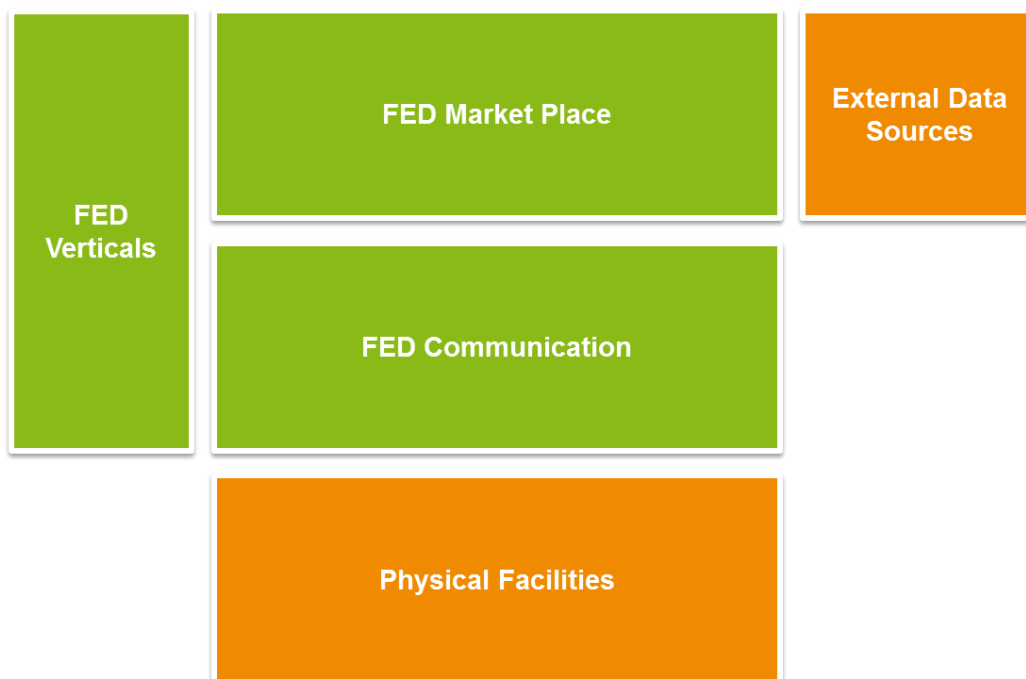 FED Market Place
External Data
Sources
FED
Verticals
FED Communication
Physical Facilities